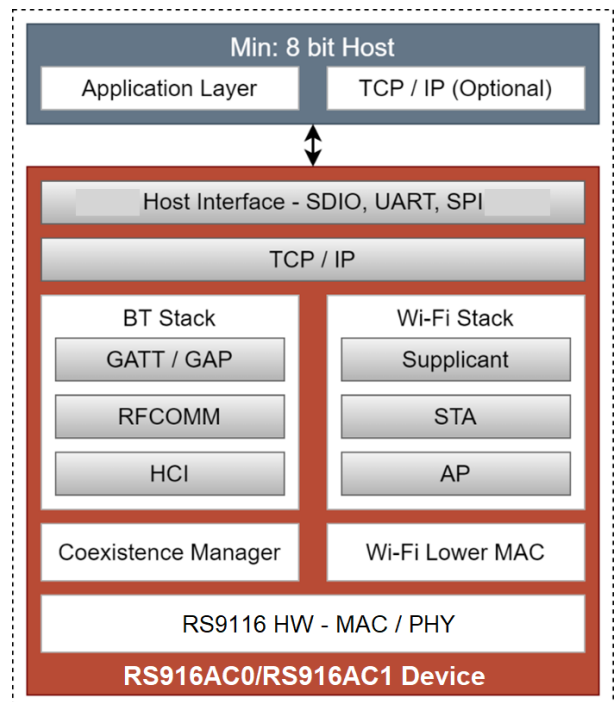 Min: 8 bit Host
Application Layer
TCP / IP (Optional)
Host Interface - SDIO, UART, SPI
TCP / IP
BT Stack
GATT / GAP
RFCOMM
HCI
Wi-Fi Stack
Supplicant
STA
AP
Coexistence Manager
Wi-Fi Lower MAC
RS9116 HW - MAC / PHY
RS916AC0/RS916AC1 Device